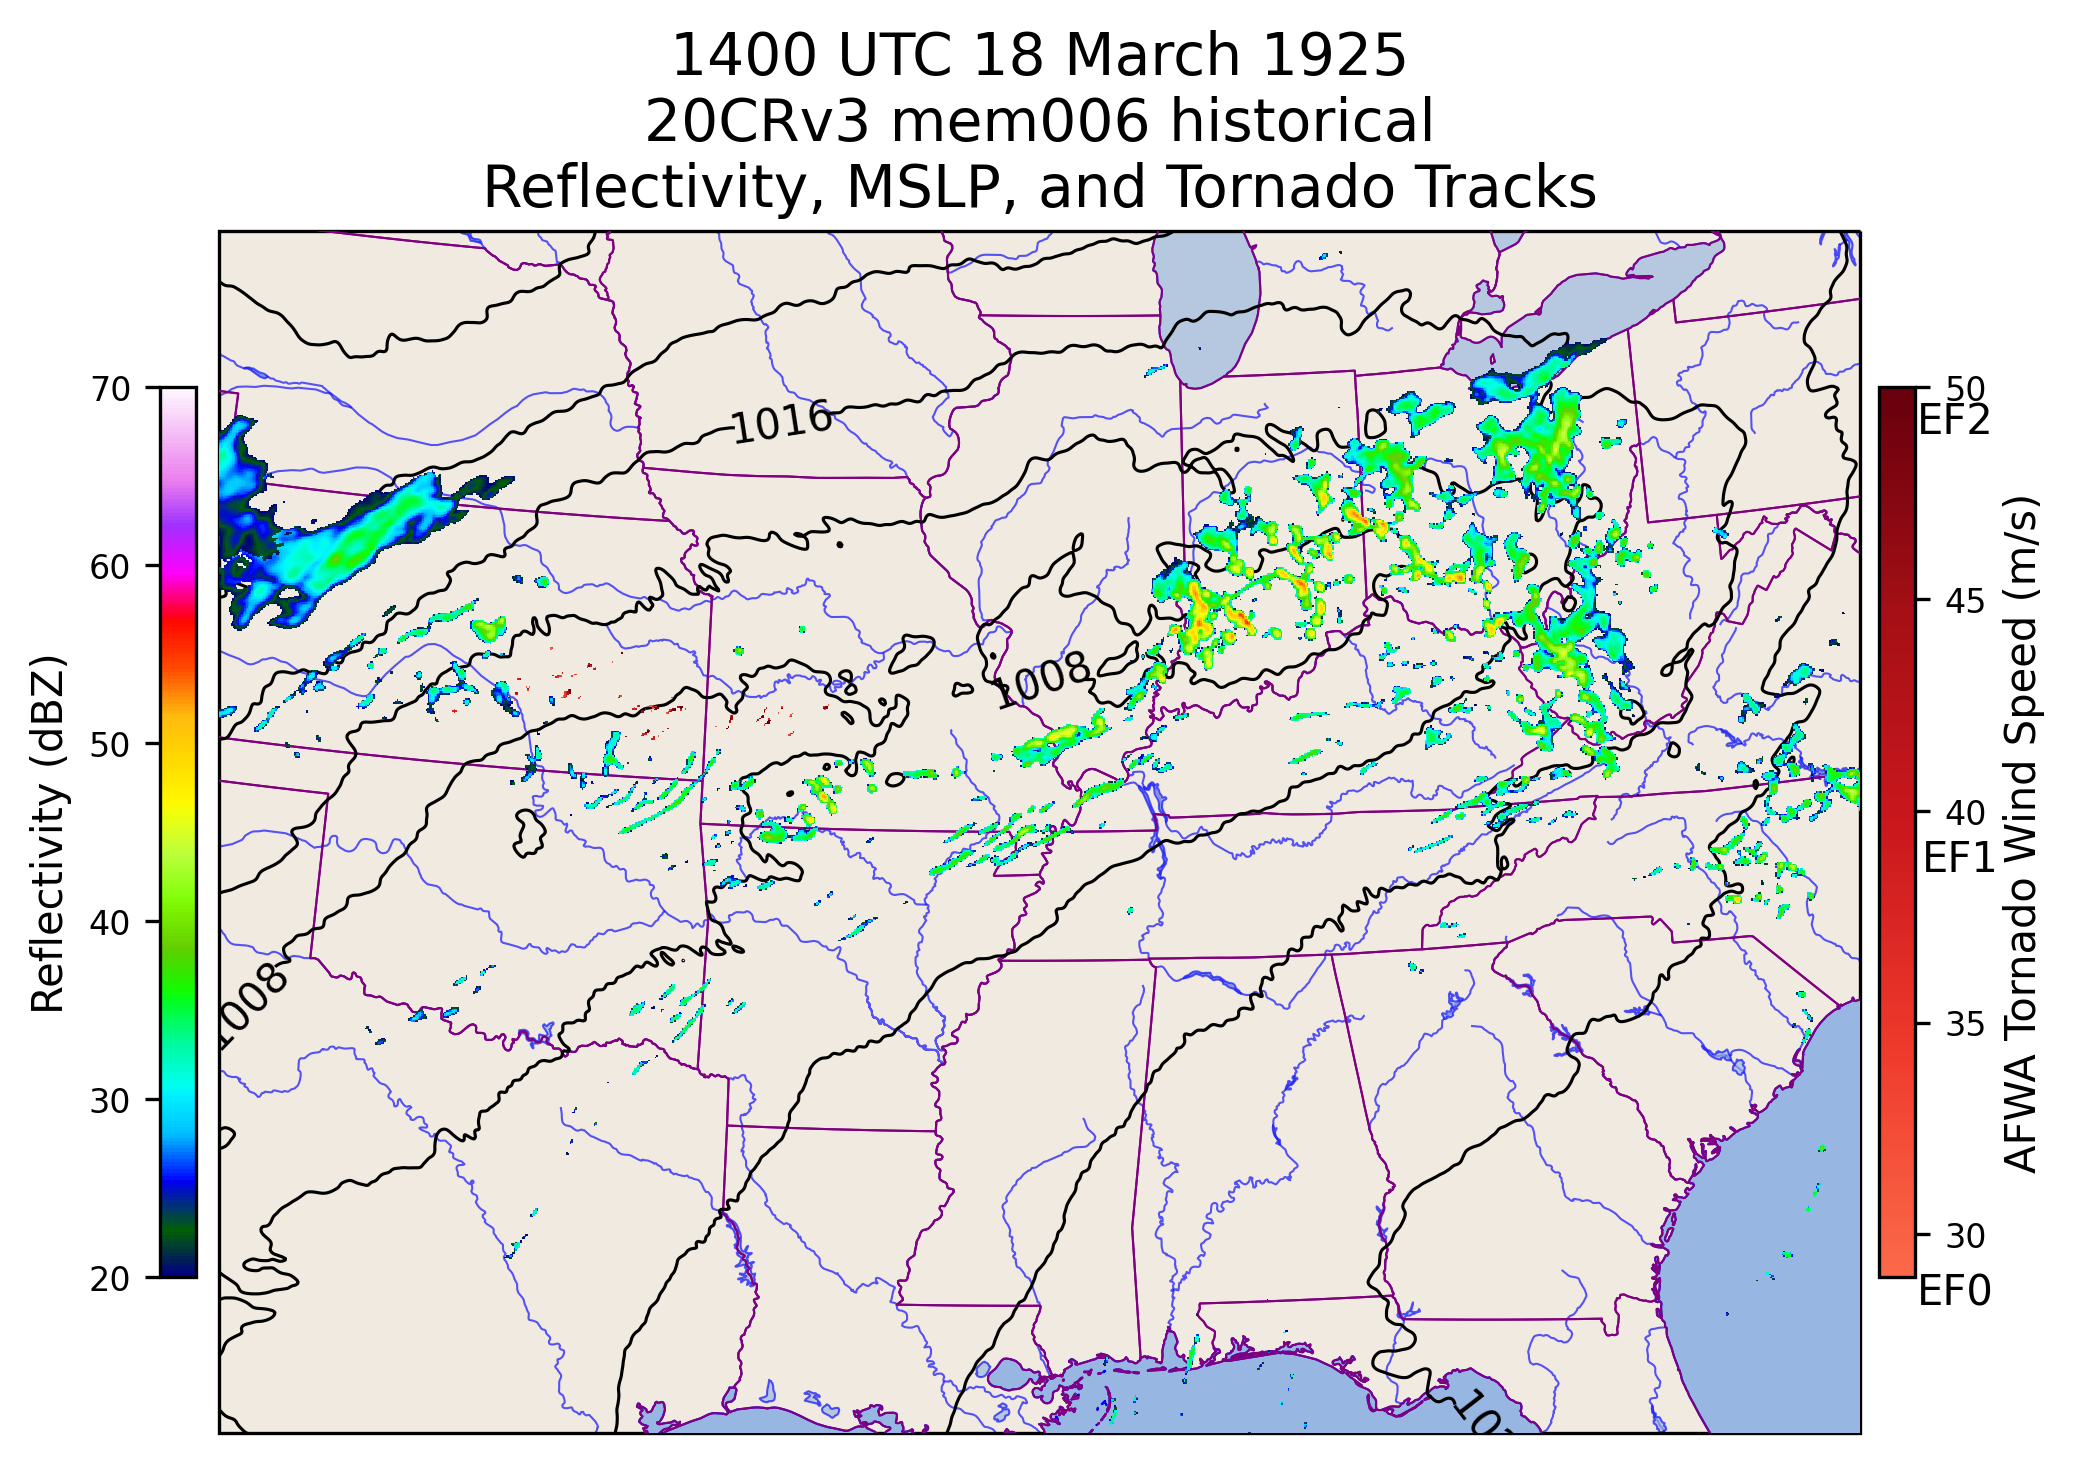 1400 UTC 18 March 1925
20CRv3 mem006 historical
Reflectivity, MSLP, and Tornado Tracks
Reflectivity (dBZ)
70
60
50
40
30
20
1016
1008
1008
50
EF2
45
40
EF1
35
30
EF0
AFWA Tornado Wind Speed (m/s)